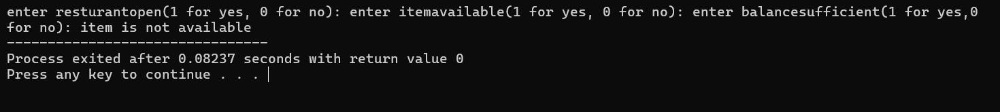 enter resturantopen(1 for yes, 0 for no): enter itemavailable(1 for yes, 0 for no): enter balancesufficient(1 for yes,0
for no): item is not available
--------------------------------
Process exited after 0.08237 seconds with return value 0
Press any key to continue . . .